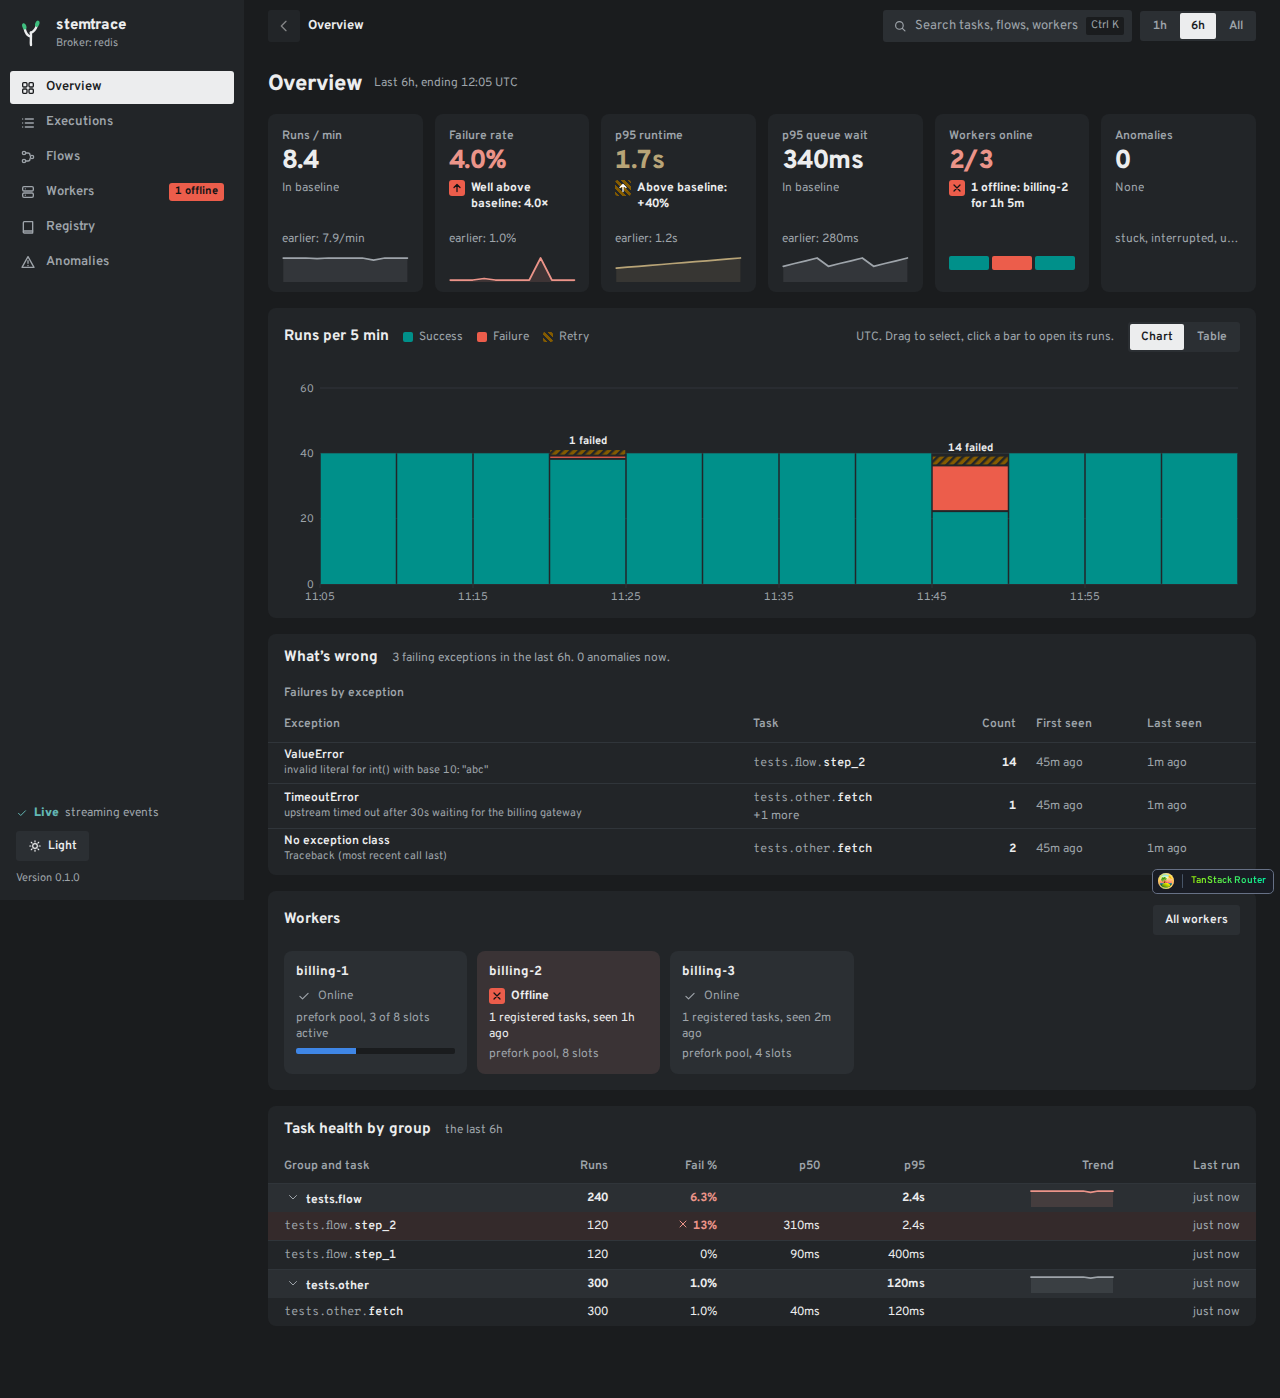 stemtrace
Broker: redis
Overview
Executions
Flows
Workers
1 offline
Registry
Anomalies
Live streaming events
Light
Version 0.1.0
Overview
Search tasks, flows, workers Ctrl K
1h 6h All
Overview Last 6h, ending 12:05 UTC
Runs / min
8.4
In baseline
earlier: 7.9/min
Failure rate
4.0%
Well above
baseline: 4.0×
earlier: 1.0%
p95 runtime
1.7s
Above baseline:
+40%
earlier: 1.2s
p95 queue wait
340ms
In baseline
earlier: 280ms
Workers online
2/3
1 offline: billing-2
for 1h 5m
Anomalies
0
None
stuck, interrupted, u…
Runs per 5 min Success Failure Retry
UTC. Drag to select, click a bar to open its runs.
Chart Table
60
40
20
0
1 failed
14 failed
11:05 11:15 11:25 11:35 11:45 11:55
What's wrong 3 failing exceptions in the last 6h. 0 anomalies now.
Failures by exception
Exception Task Count First seen Last seen
ValueError
invalid literal for int() with base 10: "abc"
tests.flow.step_2 14 45m ago 1m ago
TimeoutError
upstream timed out after 30s waiting for the billing gateway
tests.other.fetch
+1 more
1 45m ago 1m ago
No exception class
Traceback (most recent call last)
tests.other.fetch 2 45m ago 1m ago
TanStack Router
Workers
All workers
billing-1
Online
prefork pool, 3 of 8 slots
active
billing-2
Offline
1 registered tasks, seen 1h
ago
prefork pool, 8 slots
billing-3
Online
1 registered tasks, seen 2m
ago
prefork pool, 4 slots
Task health by group the last 6h
Group and task Runs Fail % p50 p95 Trend Last run
tests.flow 240 6.3% 2.4s just now
tests.flow.step_2 120 13% 310ms 2.4s just now
tests.flow.step_1 120 0% 90ms 400ms just now
tests.other 300 1.0% 120ms just now
tests.other.fetch 300 1.0% 40ms 120ms just now